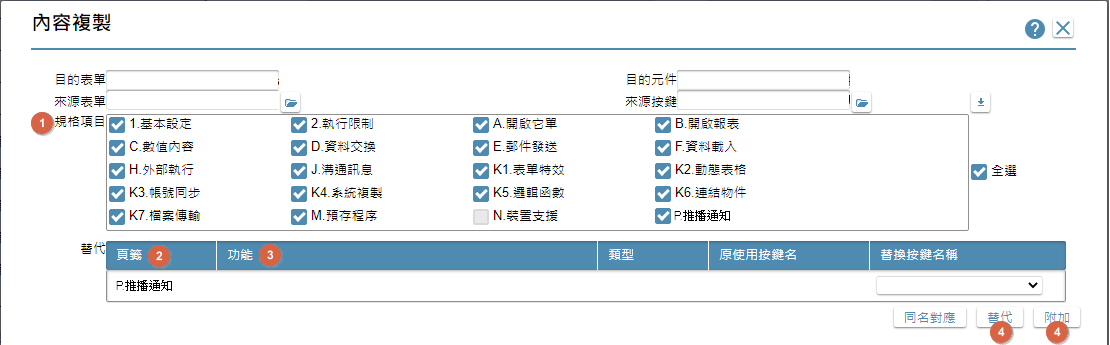 內容複製
?
目的表單 目的元件
來源表單 來源按鍵
1 規格項目 1.基本設定 2.執行限制 A.開啟它單 B.開啟報表
C.數值內容 D.資料交換 E.郵件發送 F.資料載入
H.外部執行 J.溝通訊息 K1.表單特效 K2.動態表格 全選
K3.帳號同步 K4.系統複製 K5.邏輯函數 K6.連結物件
K7.檔案傳輸 M.預存程序 N.裝置支援 P.推播通知
替代 頁籤 2 功能 3 類型 原使用按鍵名 替換按鍵名稱
P.推播通知
同名對應 替代 附加
4 4